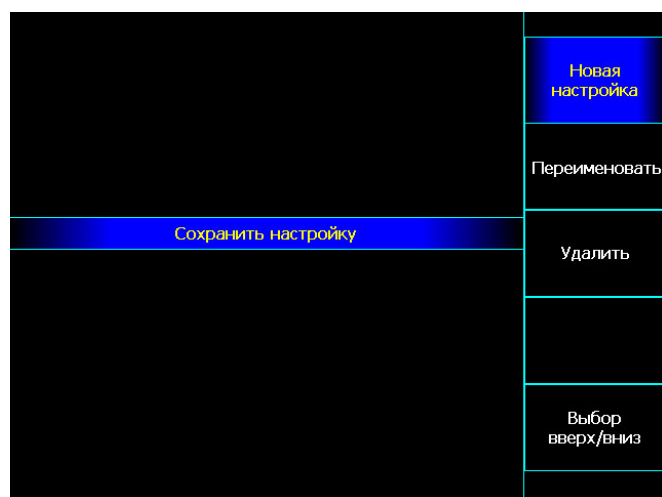 Новая
настройка
Переименовать
Сохранить настройку
Удалить
Выбор
вверх/вниз